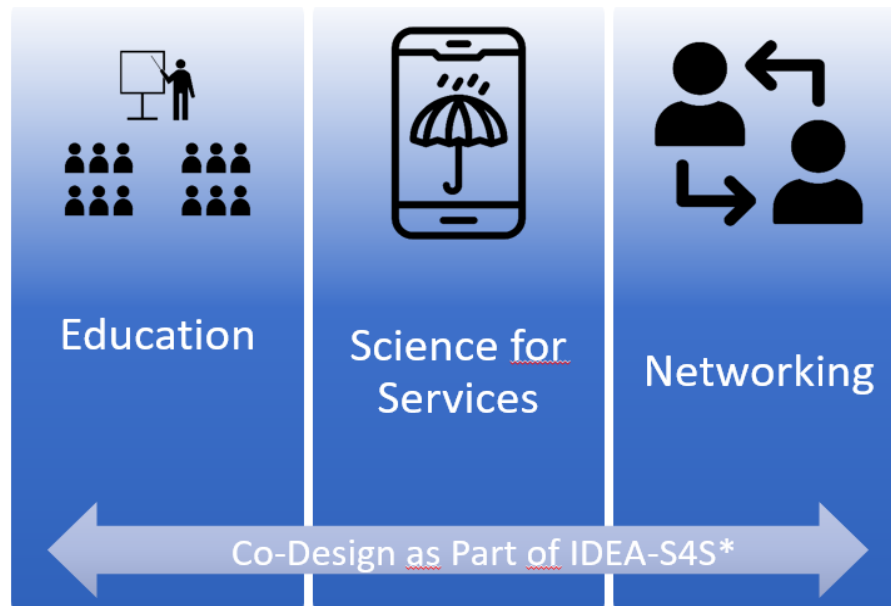 Education
Science for
Services
Networking
Co-Design as Part of IDEA-S4S*